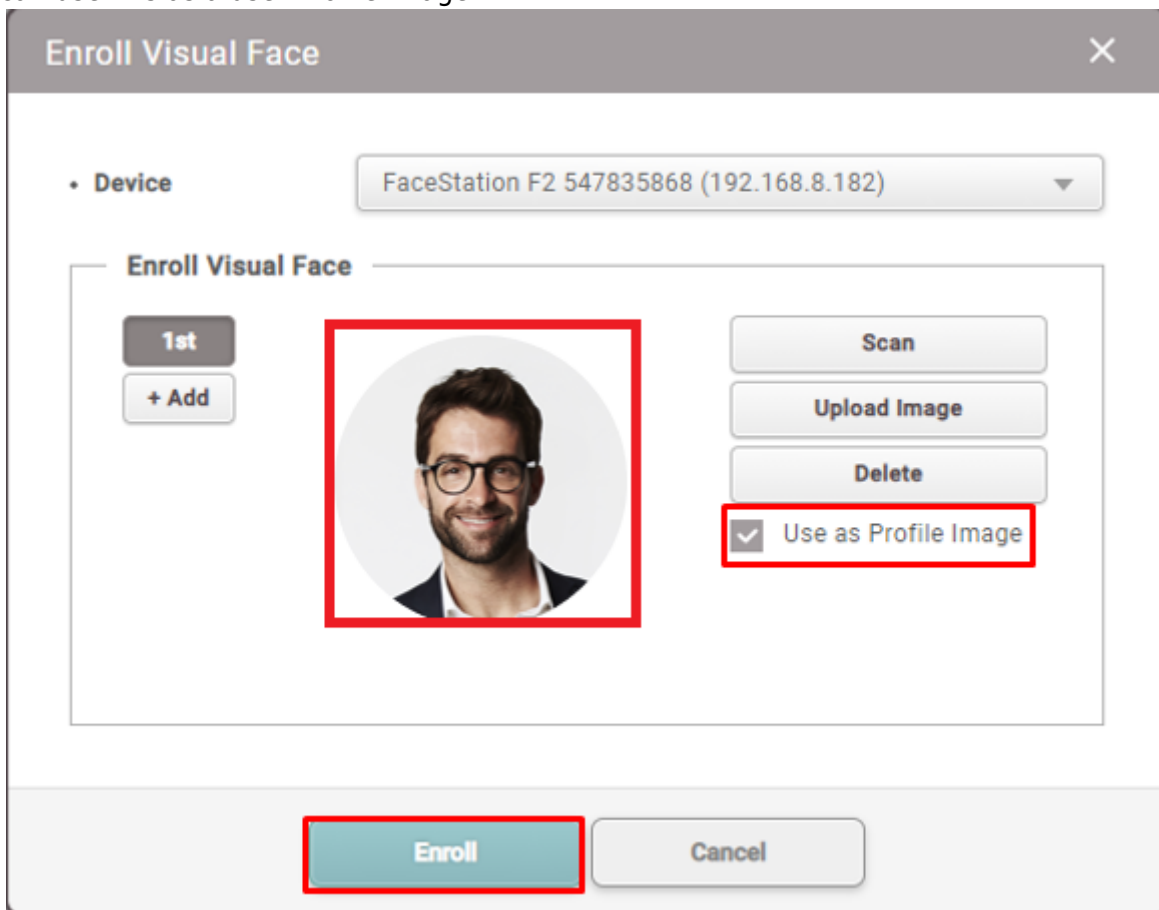 Enroll Visual Face
• Device
FaceStation F2 547835868 (192.168.8.182)
Enroll Visual Face
1st
+ Add
Scan
Upload Image
Delete
Use as Profile Image
Enroll
Cancel